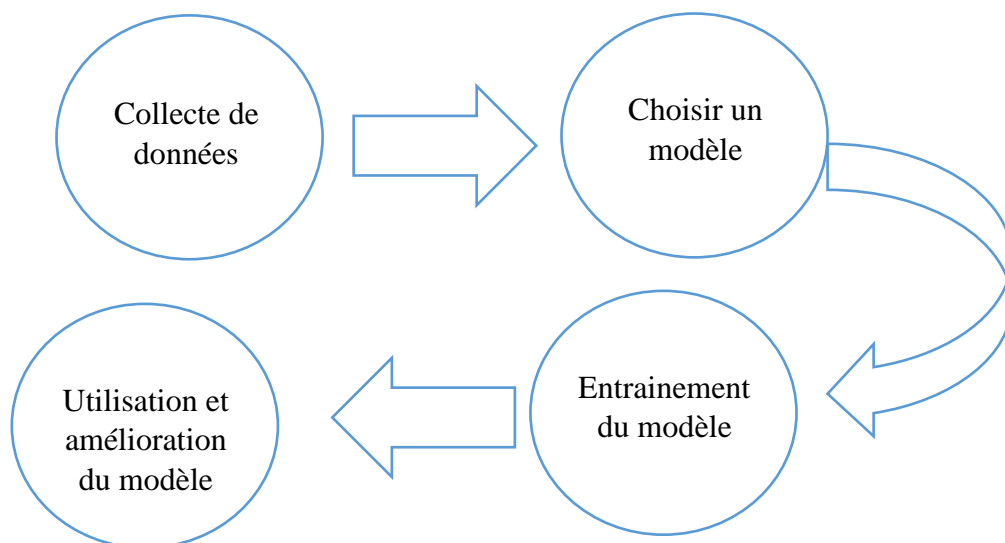 Collecte de
données
Choisir un
modèle
Entrainement
du modèle
Utilisation et
amélioration
du modèle